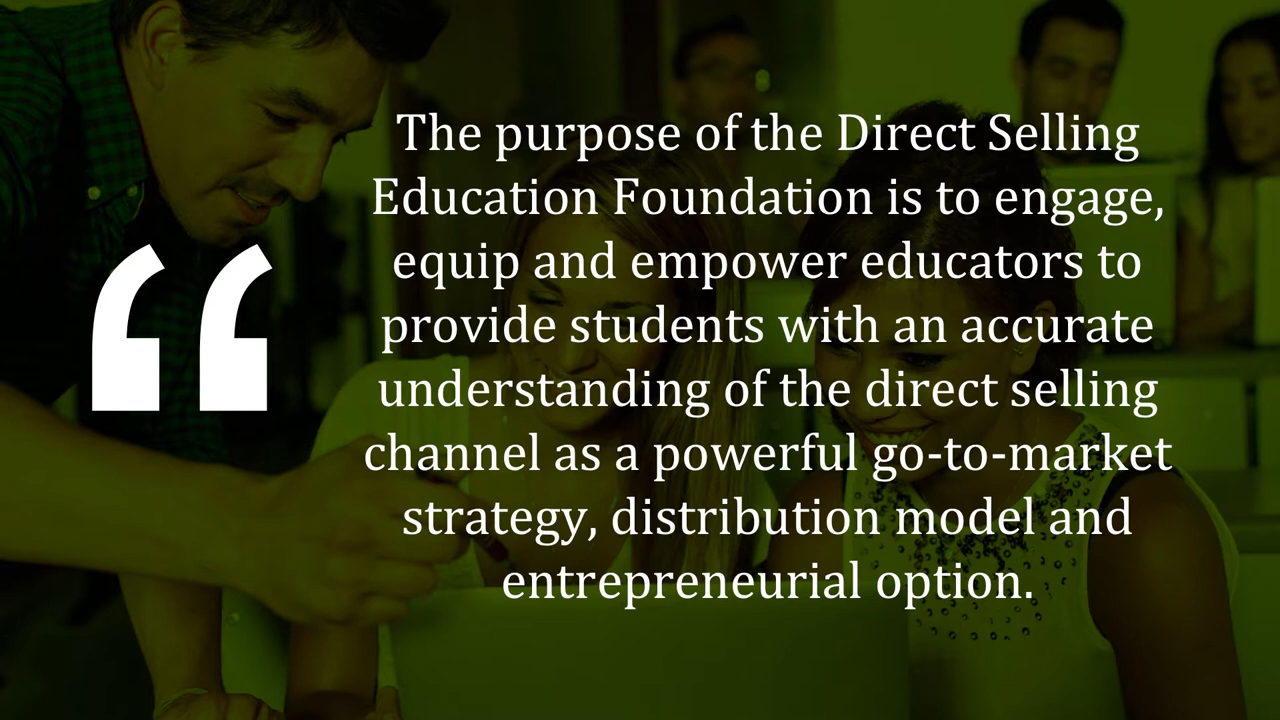 “
The purpose of the Direct Selling
Education Foundation is to engage,
equip and empower educators to
provide students with an accurate
understanding of the direct selling
channel as a powerful go-to-market
strategy, distribution model and
entrepreneurial option.